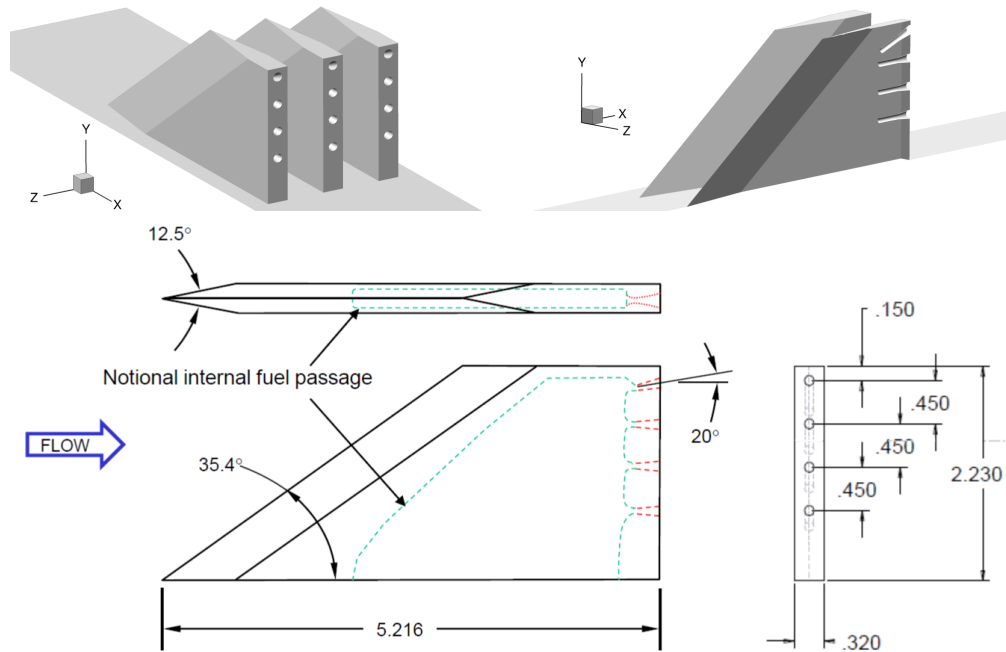 Y
Z
X
Y
X
Z
12.5°
Notional internal fuel passage
FLOW
35.4°
20°
5.216
.150
.450
.450
.450
2.230
.320